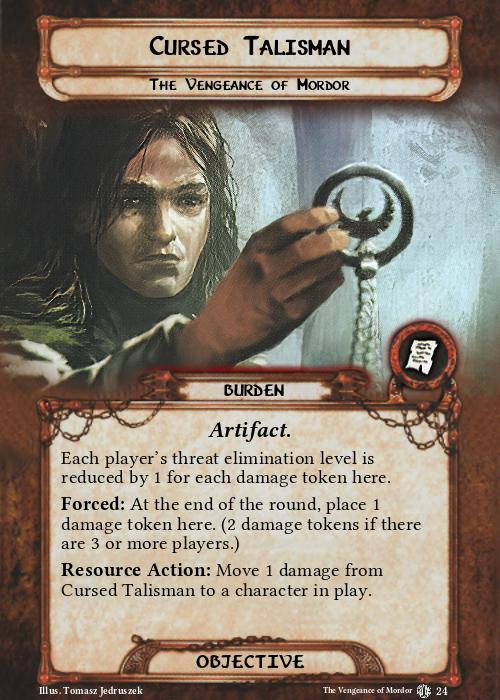 Cursed Talisman
The Vengeance of Mordor
BURDEN
Artifact.
Each player's threat elimination level is
reduced by 1 for each damage token here.
Forced: At the end of the round, place 1
damage token here. (2 damage tokens if there
are 3 or more players.)
Resource Action: Move 1 damage from
Cursed Talisman to a character in play.
OBJECTIVE
Illus. Tomasz Jedruszek
The Vengeance of Mordor 24